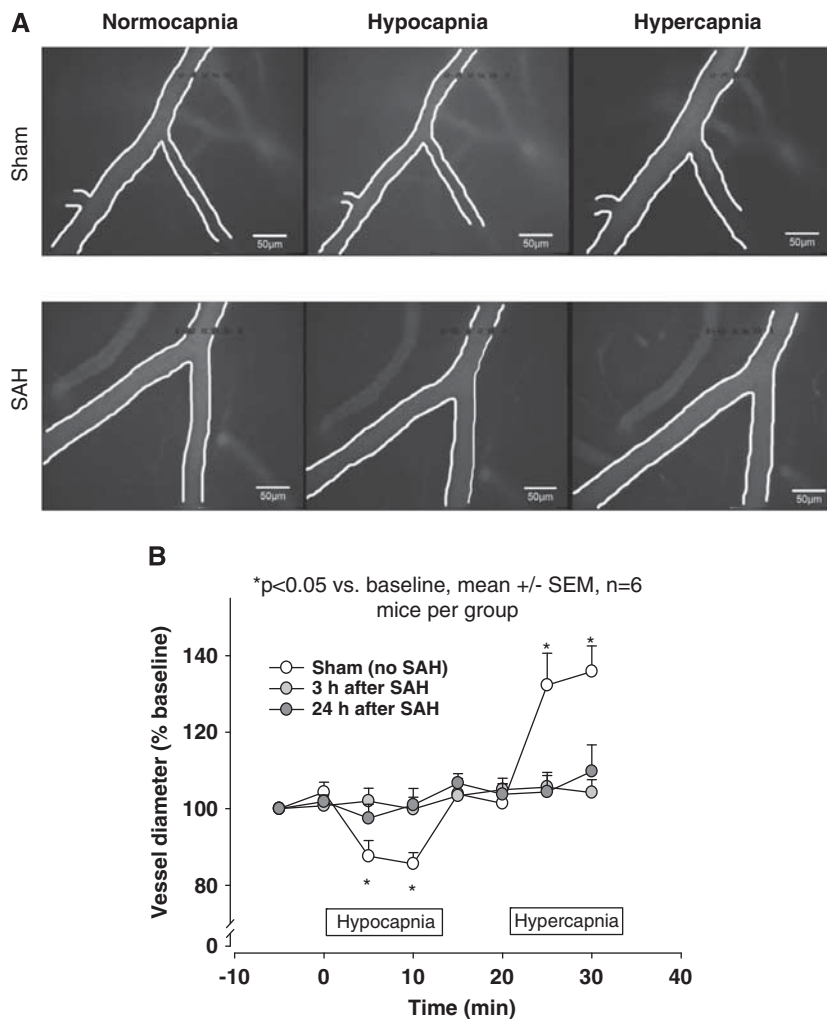 A
Normocapnia Hypocapnia Hypercapnia
Sham
50µm 50µm 50µm
SAH
50µm 50µm 50µm
B
*p<0.05 vs. baseline, mean +/- SEM, n=6
mice per group
Vessel diameter (% baseline)
140
120
100
80
0
Sham (no SAH)
3 h after SAH
24 h after SAH
* *
* *
Hypocapnia Hypercapnia
-10 0 10 20 30 40
Time (min)